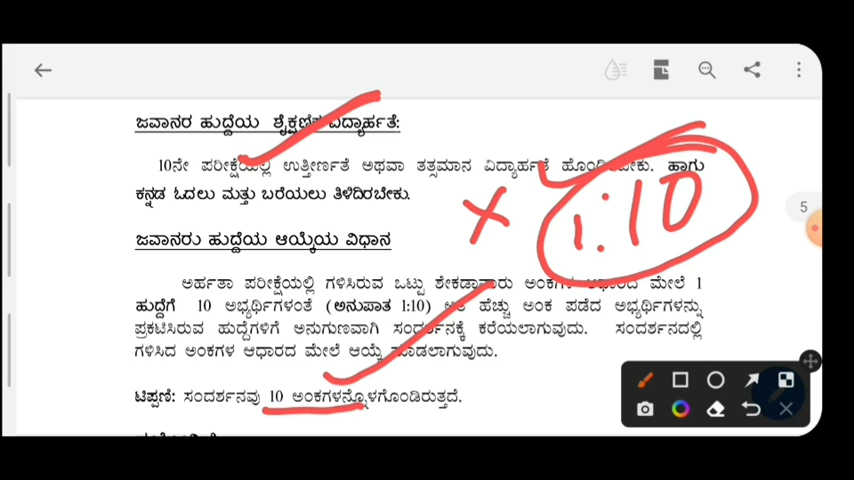 ಜವಾನರ ಹುದ್ದೆಯ ಶೈಕ್ಷಣಿಕ ವಿದ್ಯಾರ್ಹತೆ:
10ನೇ ಪರೀಕ್ಷೆಯಲ್ಲಿ ಉತ್ತೀರ್ಣತೆ ಅಥವಾ ತತ್ಸಮಾನ ವಿದ್ಯಾರ್ಹತೆ ಹೊಂದಿರಬೇಕು. ಹಾಗು
ಕನ್ನಡ ಓದಲು ಮತ್ತು ಬರೆಯಲು ತಿಳಿದಿರಬೇಕು.
X 1:10
5
ಜವಾನರು ಹುದ್ದೆಯ ಆಯ್ಕೆಯ ವಿಧಾನ
ಅರ್ಹತಾ ಪರೀಕ್ಷೆಯಲ್ಲಿ ಗಳಿಸಿರುವ ಒಟ್ಟು ಶೇಕಡಾವಾರು ಅಂಕಗಳ ಆಧಾರದ ಮೇಲೆ 1
ಹುದ್ದೆಗೆ 10 ಅಭ್ಯರ್ಥಿಗಳಂತೆ (ಅನುಪಾತ 1:10) ಅತಿ ಹೆಚ್ಚು ಅಂಕ ಪಡೆದ ಅಭ್ಯರ್ಥಿಗಳನ್ನು
ಪ್ರಕಟಿಸಿರುವ ಹುದ್ದೆಗಳಿಗೆ ಅನುಗುಣವಾಗಿ ಸಂದರ್ಶನಕ್ಕೆ ಕರೆಯಲಾಗುವುದು. ಸಂದರ್ಶನದಲ್ಲಿ
ಗಳಿಸಿದ ಅಂಕಗಳ ಆಧಾರದ ಮೇಲೆ ಆಯ್ಕೆ ಮಾಡಲಾಗುವುದು.
ಟಿಪ್ಪಣಿ: ಸಂದರ್ಶನವು 10 ಅಂಕಗಳನ್ನೊಳಗೊಂಡಿರುತ್ತದೆ.